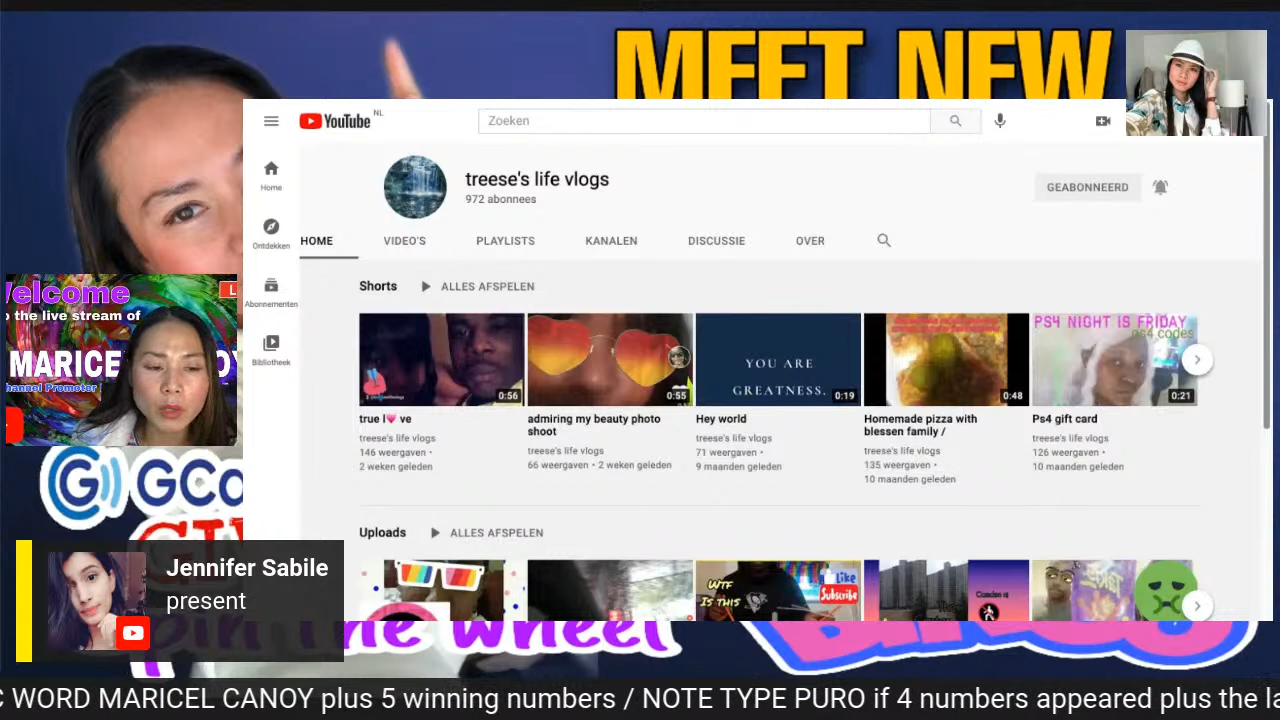 MEET NEW
YouTube NL
Zoeken
Home
Ontdekken
Abonnementen
Bibliotheek
treese's life vlogs
972 abonnees
GEABONNEERD
HOME VIDEO'S PLAYLISTS KANALEN DISCUSSIE OVER
Shorts ALLES AFSPELEN
YOU ARE
GREATNESS.
PS4 NIGHT IS FRIDAY
ps4 codes
0:56
0:55
0:19
0:48
0:21
true l💗ve
treese's life vlogs
146 weergaven •
2 weken geleden
admiring my beauty photo
shoot
treese's life vlogs
66 weergaven • 2 weken geleden
Hey world
treese's life vlogs
71 weergaven •
9 maanden geleden
Homemade pizza with
blessen family /
treese's life vlogs
135 weergaven •
10 maanden geleden
Ps4 gift card
treese's life vlogs
126 weergaven •
10 maanden geleden
Uploads ALLES AFSPELEN
WTF
IS THIS
Like
Subscribe
Welcome
o the live stream of
MARICE
hannel Promotor
L
GCa
Jennifer Sabile
present
The wheel
C WORD MARICEL CANOY plus 5 winning numbers / NOTE TYPE PURO if 4 numbers appeared plus the la